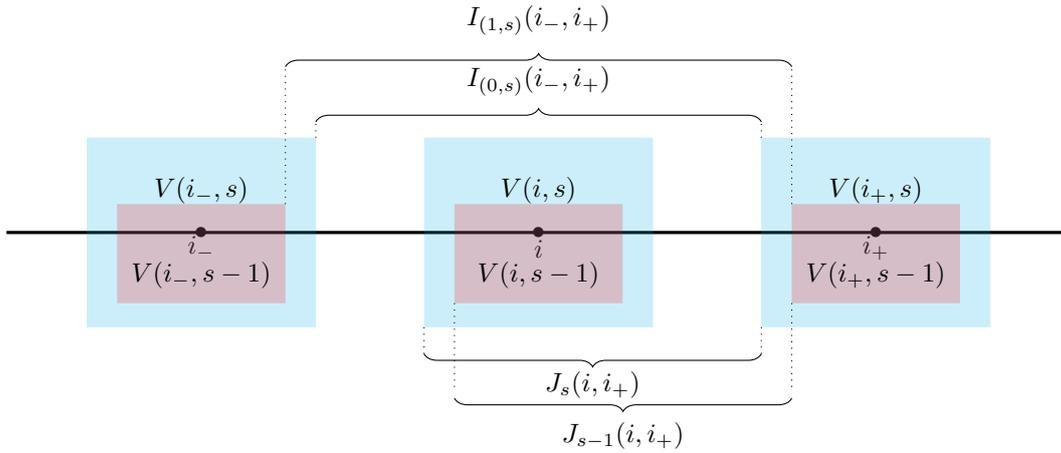 I_{(1,s)}(i_-, i_+)
I_{(0,s)}(i_-, i_+)
V(i_-, s) V(i, s) V(i_+, s)
i_- i i_+
V(i_-, s − 1) V(i, s − 1) V(i_+, s − 1)
J_s(i, i_+)
J_{s−1}(i, i_+)